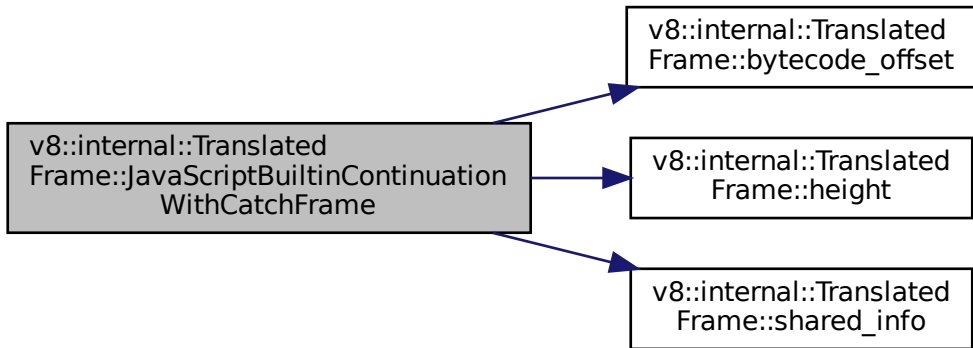 v8::internal::Translated
Frame::JavaScriptBuiltinContinuation
WithCatchFrame
v8::internal::Translated
Frame::bytecode_offset
v8::internal::Translated
Frame::height
v8::internal::Translated
Frame::shared_info